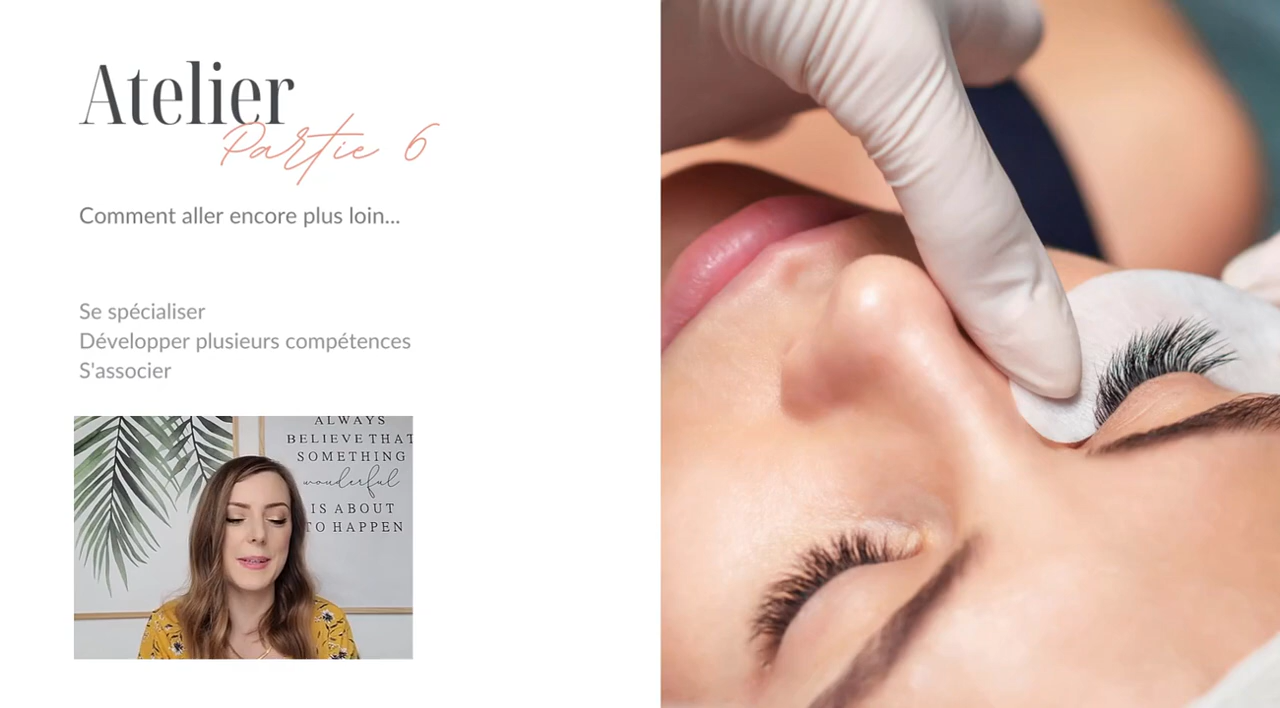 Atelier
Partie 6
Comment aller encore plus loin...
Se spécialiser
Développer plusieurs compétences
S'associer
ALWAYS
BELIEVE THAT
SOMETHING
wonderful
IS ABOUT
TO HAPPEN